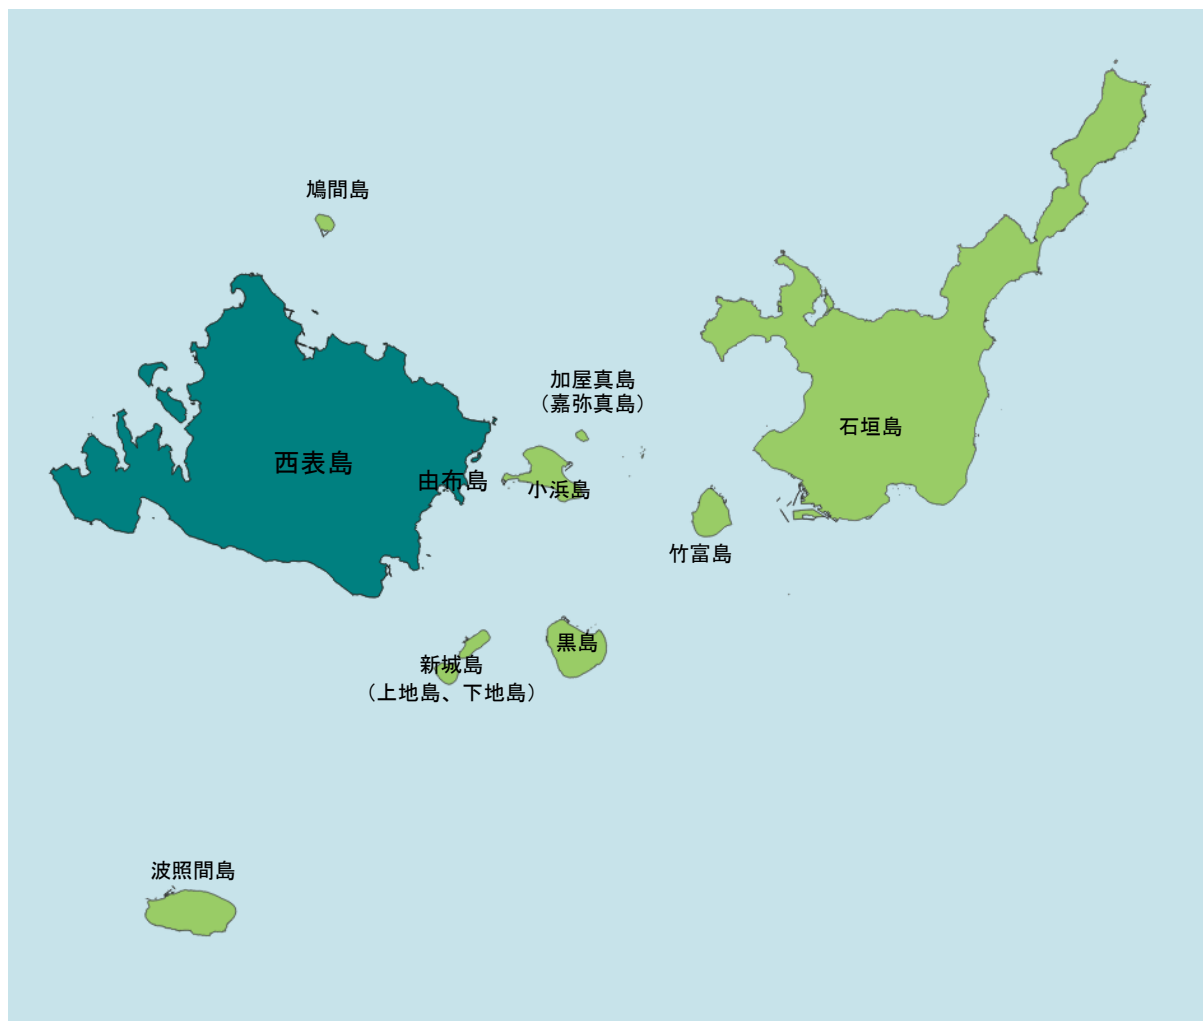 鳩間島
加屋真島
（嘉弥真島）
石垣島
西表島
由布島
小浜島
竹富島
黒島
新城島
（上地島、下地島）
波照間島